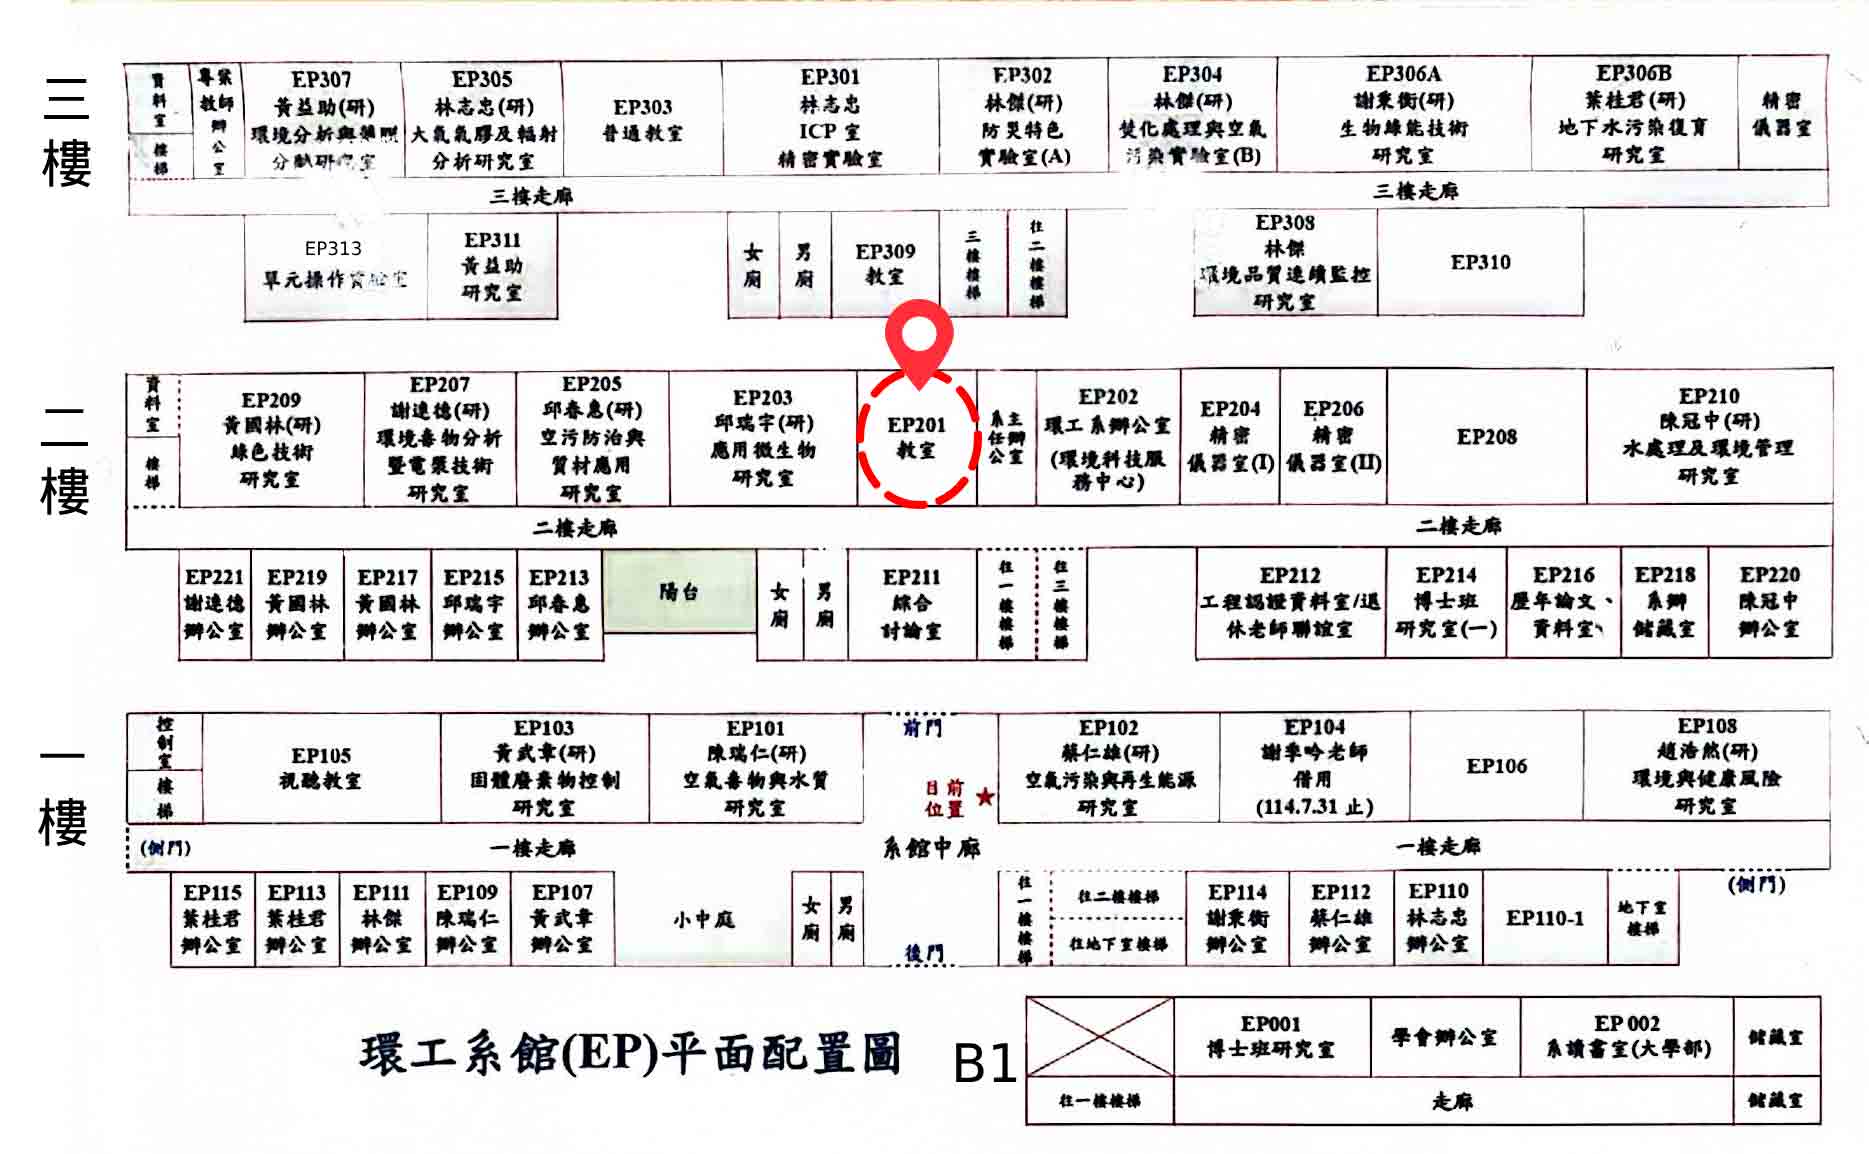 三樓
資料室
樓梯
專案教師辦公室
EP307
黃益助(研)
環境分析與
分
研究室
EP305
林志忠(研)
大氣氣膠及輻射
分析研究室
EP303
普通教室
EP301
林志忠
ICP 室
精密實驗室
EP302
林傑(研)
防災特色
實驗室(A)
EP304
林傑(研)
焚化處理與空氣
污染實驗室(B)
EP306A
謝秉衡(研)
生物綠能技術
研究室
EP306B
葉桂君(研)
地下水污染復育
研究室
精密
儀器室
三樓走廊
三樓走廊
EP313
單元操作實驗室
EP311
黃益助
研究室
女廁
男廁
EP309
教室
三樓樓梯
往二樓樓梯
EP308
林傑
環境品質連續監控
研究室
EP310
二樓
資料室
樓梯
EP209
黃國林(研)
綠色技術
研究室
EP207
謝連德(研)
環境毒物分析
暨電漿技術
研究室
EP205
邱春惠(研)
空污防治與
質材應用
研究室
EP203
邱瑞宇(研)
應用微生物
研究室
EP201
教室
系主任辦公室
EP202
環工系辦公室
(環境科技服
務中心)
EP204
精密
儀器室(I)
EP206
精密
儀器室(II)
EP208
EP210
陳冠中(研)
水處理及環境管理
研究室
二樓走廊
二樓走廊
EP221
謝連德
辦公室
EP219
黃國林
辦公室
EP217
黃國林
辦公室
EP215
邱瑞宇
辦公室
EP213
邱春惠
辦公室
陽台
女廁
男廁
EP211
綜合
討論室
往一樓樓梯
往三樓樓梯
EP212
工程認證資料室/退
休老師聯誼室
EP214
博士班
研究室(一)
EP216
歷年論文、
資料室
EP218
系辦
儲藏室
EP220
陳冠中
辦公室
一樓
控制室
樓梯
EP105
視聽教室
EP103
黃武章(研)
固體廢棄物控制
研究室
EP101
陳瑞仁(研)
空氣毒物與水質
研究室
前門
目前
位置 ★
EP102
蔡仁雄(研)
空氣污染與再生能源
研究室
EP104
謝季吟老師
借用
(114.7.31 止)
EP106
EP108
趙浩然(研)
環境與健康風險
研究室
(側門)
一樓走廊
系館中廊
一樓走廊
(側門)
EP115
葉桂君
辦公室
EP113
葉桂君
辦公室
EP111
林傑
辦公室
EP109
陳瑞仁
辦公室
EP107
黃武章
辦公室
小中庭
女廁
男廁
後門
往一樓樓梯
往二樓樓梯
往地下室樓梯
EP114
謝秉衡
辦公室
EP112
蔡仁雄
辦公室
EP110
林志忠
辦公室
EP110-1
地下室
樓梯
環工系館(EP)平面配置圖
B1
EP001
博士班研究室
學會辦公室
EP 002
系讀書室(大學部)
儲藏室
往一樓樓梯
走廊
儲藏室